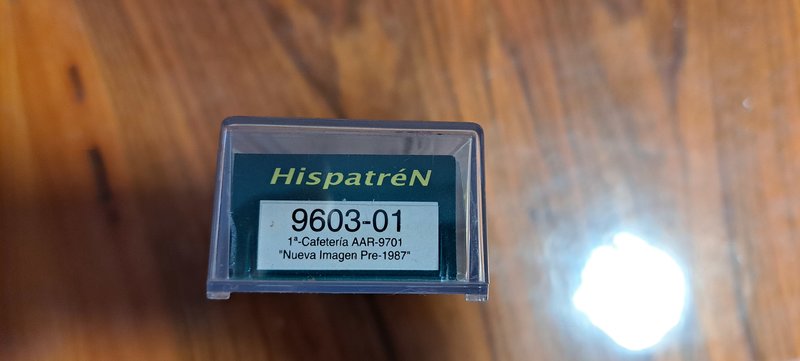 HispatréN
9603-01
1ª-Cafetería AAR-9701
"Nueva Imagen Pre-1987"